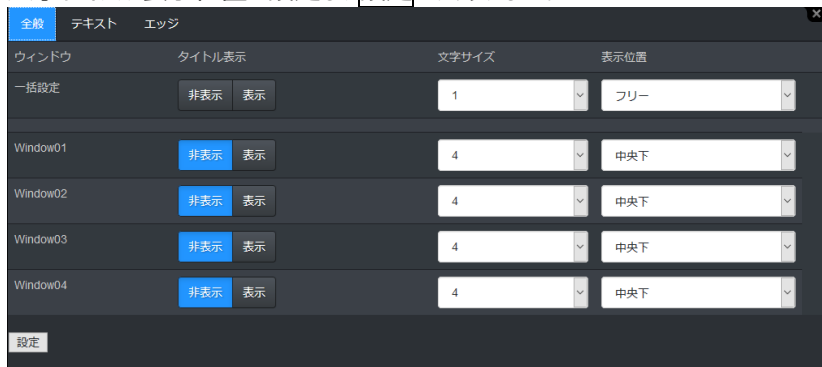 全般 テキスト エッジ
ウィンドウ タイトル表示 文字サイズ 表示位置
一括設定 非表示 表示 1 フリー
Window01 非表示 表示 4 中央下
Window02 非表示 表示 4 中央下
Window03 非表示 表示 4 中央下
Window04 非表示 表示 4 中央下
設定